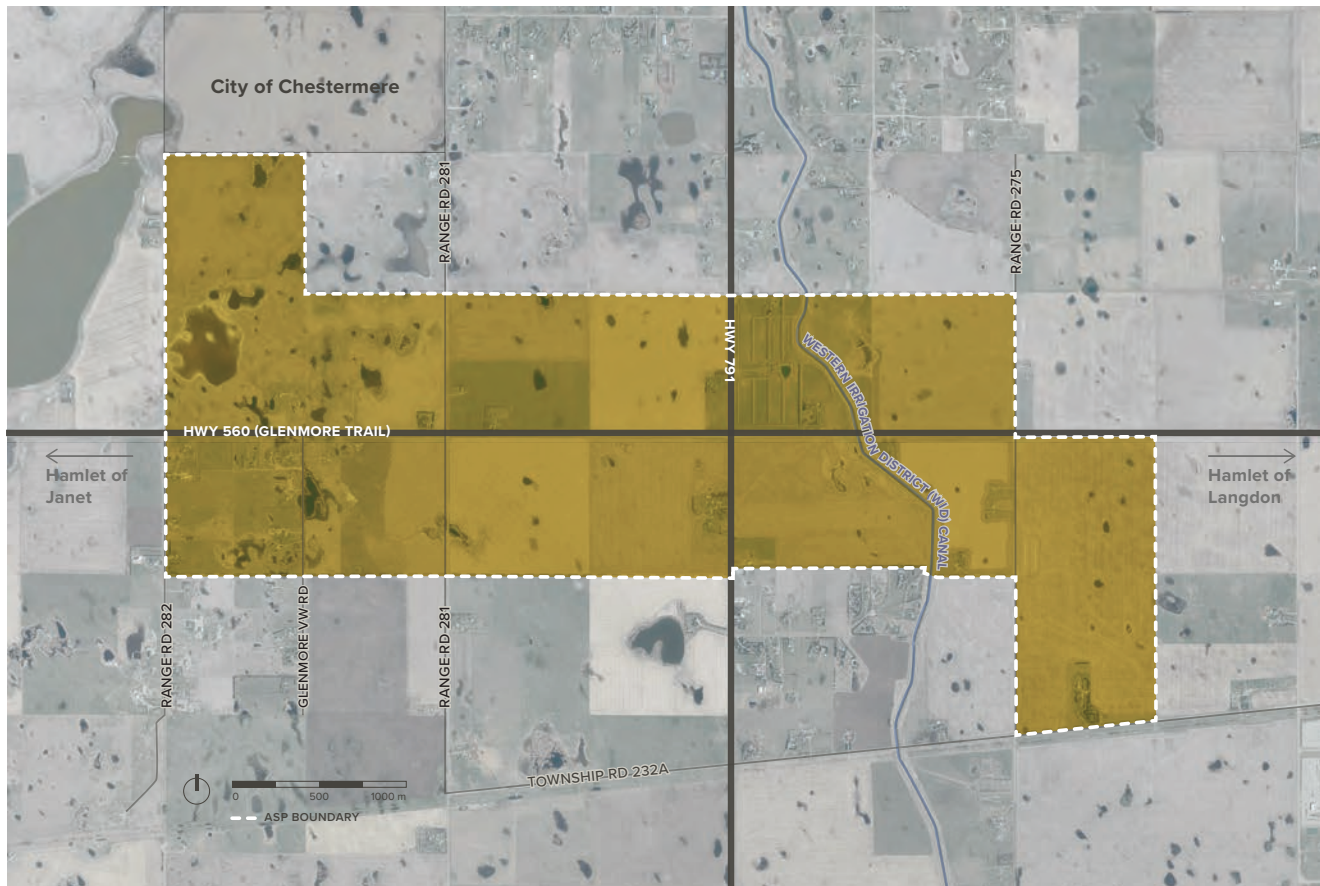 City of Chestermere
RANGE RD 281
RANGE RD 275
HWY 791
WESTERN IRRIGATION DISTRICT (WID) CANAL
HWY 560 (GLENMORE TRAIL)
Hamlet of
Janet
Hamlet of
Langdon
RANGE RD 282
GLENMORE VW RD
RANGE RD 281
TOWNSHIP RD 232A
0 500 1000 m
ASP BOUNDARY